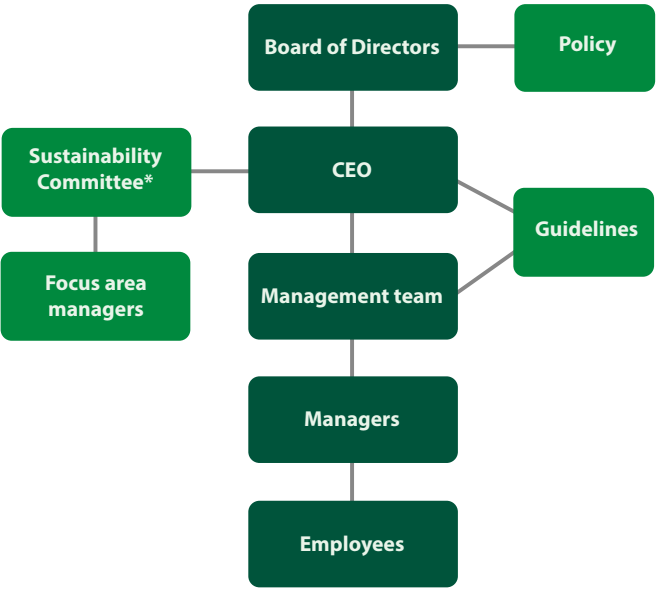 Board of Directors
Policy
Sustainability
Committee*
CEO
Guidelines
Focus area
managers
Management team
Managers
Employees